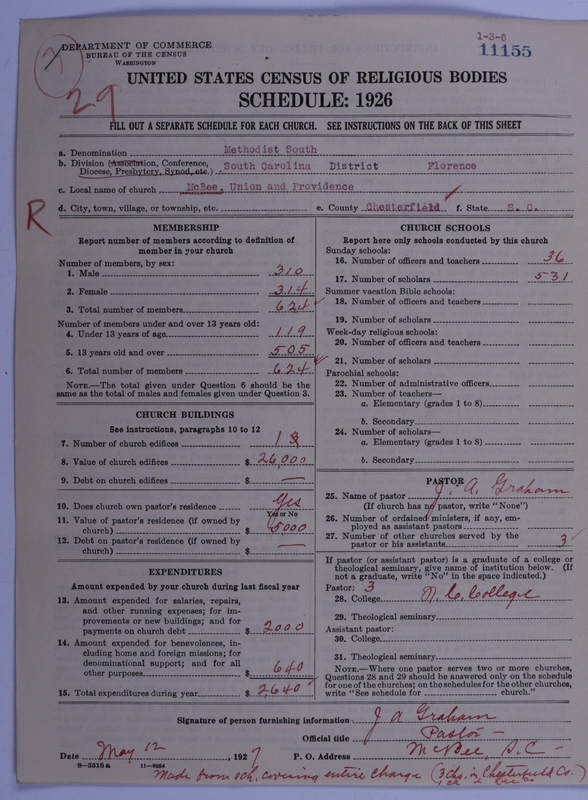 DEPARTMENT OF COMMERCE
BUREAU OF THE CENSUS
WASHINGTON
1-3-6
11155
29
UNITED STATES CENSUS OF RELIGIOUS BODIES
SCHEDULE: 1926
FILL OUT A SEPARATE SCHEDULE FOR EACH CHURCH. SEE INSTRUCTIONS ON THE BACK OF THIS SHEET
a. Denomination Methodist South
b. Division (Association, Conference, Diocese, Presbytery, Synod, etc.) South Carolina District Florence
c. Local name of church McBee, Union and Providence
d. City, town, village, or township, etc. e. County Chesterfield f. State S. C.
R
MEMBERSHIP
Report number of members according to definition of
member in your church
Number of members, by sex:
1. Male 310
2. Female 314
3. Total number of members 624
Number of members under and over 13 years old:
4. Under 13 years of age 119
5. 13 years old and over 505
6. Total number of members 624
NOTE.—The total given under Question 6 should be the
same as the total of males and females given under Question 3.
CHURCH BUILDINGS
See instructions, paragraphs 10 to 12
7. Number of church edifices 3
8. Value of church edifices $ 26,000
9. Debt on church edifices $ —
10. Does church own pastor's residence Yes
Yes or No
11. Value of pastor's residence (if owned by
church) $ 5000
12. Debt on pastor's residence (if owned by
church) $ —
EXPENDITURES
Amount expended by your church during last fiscal year
13. Amount expended for salaries, repairs,
and other running expenses; for im-
provements or new buildings; and for
payments on church debt $ 2000
14. Amount expended for benevolences, in-
cluding home and foreign missions; for
denominational support; and for all
other purposes $ 640
15. Total expenditures during year $ 2640
CHURCH SCHOOLS
Report here only schools conducted by this church
Sunday schools:
16. Number of officers and teachers 36
17. Number of scholars 531
Summer vacation Bible schools:
18. Number of officers and teachers
19. Number of scholars
Week-day religious schools:
20. Number of officers and teachers
21. Number of scholars
Parochial schools:
22. Number of administrative officers
23. Number of teachers—
a. Elementary (grades 1 to 8)
b. Secondary
24. Number of scholars—
a. Elementary (grades 1 to 8)
b. Secondary
PASTOR
25. Name of pastor J. A. Graham
(If church has no pastor, write "None")
26. Number of ordained ministers, if any, em-
ployed as assistant pastors
27. Number of other churches served by the
pastor or his assistants 3
If pastor (or assistant pastor) is a graduate of a college or
theological seminary, give name of institution below. (If
not a graduate, write "No" in the space indicated.)
Pastor: 3
28. College N. C. College
29. Theological seminary
Assistant pastor:
30. College
31. Theological seminary
NOTE.—Where one pastor serves two or more churches,
Questions 28 and 29 should be answered only on the schedule
for one of the churches; on the schedules for the other churches,
write "See schedule for church."
Signature of person furnishing information J A Graham
Official title Pastor
Date May 12, 1927 P. O. Address McBee, S.C.
8—5518a 11—9064
Made from sch. covering entire charge (3 Chs. in Chesterfield Co.)